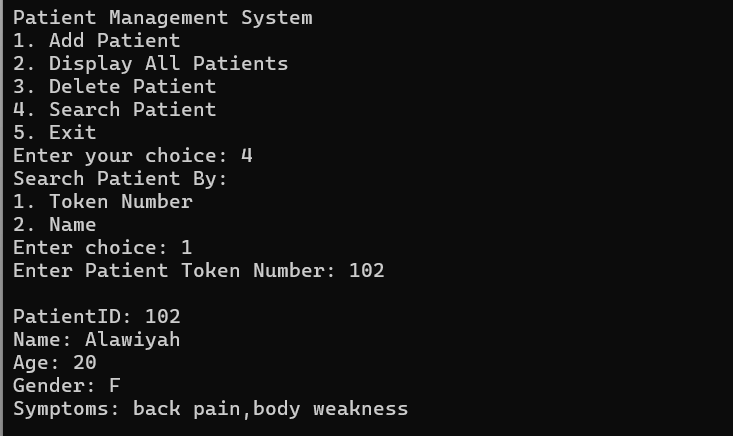 Patient Management System
1. Add Patient
2. Display All Patients
3. Delete Patient
4. Search Patient
5. Exit
Enter your choice: 4
Search Patient By:
1. Token Number
2. Name
Enter choice: 1
Enter Patient Token Number: 102
PatientID: 102
Name: Alawiyah
Age: 20
Gender: F
Symptoms: back pain,body weakness